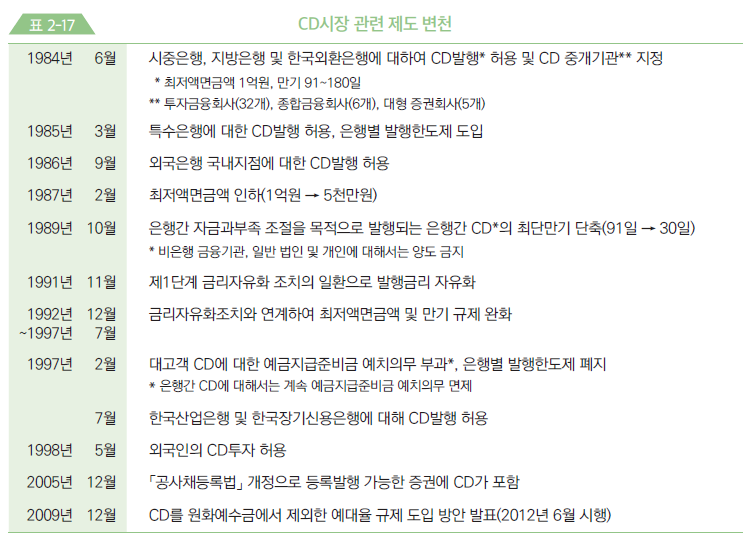 표 2-17
CD시장 관련 제도 변천
1984년 6월 시중은행, 지방은행 및 한국외환은행에 대하여 CD발행* 허용 및 CD 중개기관** 지정
* 최저액면금액 1억원, 만기 91~180일
** 투자금융회사(32개), 종합금융회사(6개), 대형 증권회사(5개)
1985년 3월 특수은행에 대한 CD발행 허용, 은행별 발행한도제 도입
1986년 9월 외국은행 국내지점에 대한 CD발행 허용
1987년 2월 최저액면금액 인하(1억원 → 5천만원)
1989년 10월 은행간 자금과부족 조절을 목적으로 발행되는 은행간 CD*의 최단만기 단축(91일 → 30일)
* 비은행 금융기관, 일반 법인 및 개인에 대해서는 양도 금지
1991년 11월 제1단계 금리자유화 조치의 일환으로 발행금리 자유화
1992년 12월 금리자유화조치와 연계하여 최저액면금액 및 만기 규제 완화
~1997년 7월
1997년 2월 대고객 CD에 대한 예금지급준비금 예치의무 부과*, 은행별 발행한도제 폐지
* 은행간 CD에 대해서는 계속 예금지급준비금 예치의무 면제
7월 한국산업은행 및 한국장기신용은행에 대해 CD발행 허용
1998년 5월 외국인의 CD투자 허용
2005년 12월 「공사채등록법」 개정으로 등록발행 가능한 증권에 CD가 포함
2009년 12월 CD를 원화예수금에서 제외한 예대율 규제 도입 방안 발표(2012년 6월 시행)